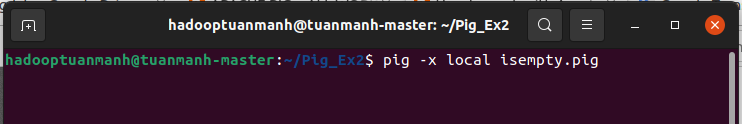 hadooptuanmanh@tuanmanh-master: ~/Pig_Ex2
hadooptuanmanh@tuanmanh-master:~/Pig_Ex2$ pig -x local isempty.pig